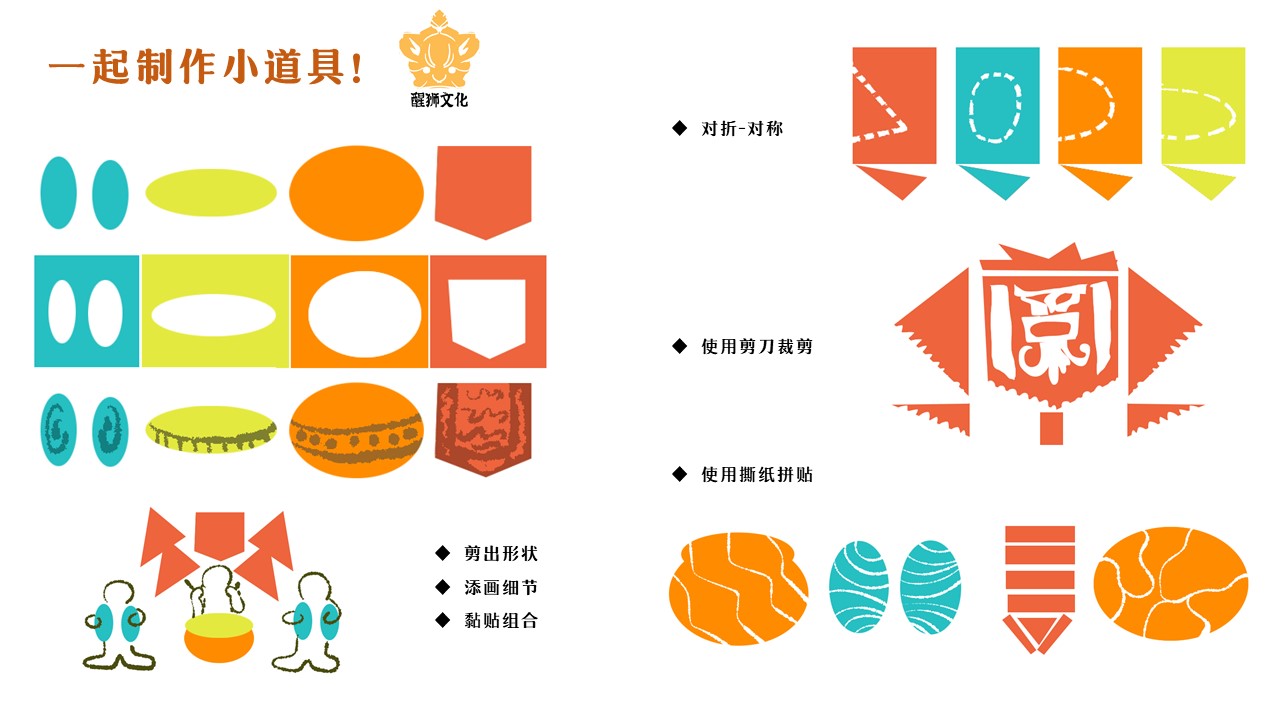 一起制作小道具!
醒狮文化
◆ 剪出形状
◆ 添画细节
◆ 黏贴组合
◆ 对折-对称
◆ 使用剪刀裁剪
◆ 使用撕纸拼贴